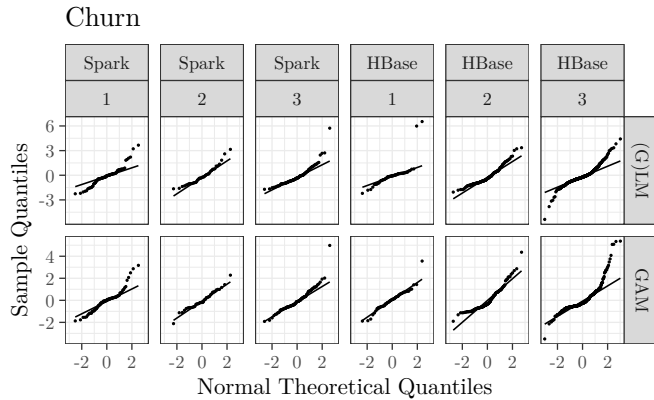 Churn
Spark Spark Spark HBase HBase HBase
1 2 3 1 2 3
6
3
0
-3
(G)LM
4
2
0
-2
GAM
Sample Quantiles
-2 0 2 -2 0 2 -2 0 2 -2 0 2 -2 0 2 -2 0 2
Normal Theoretical Quantiles